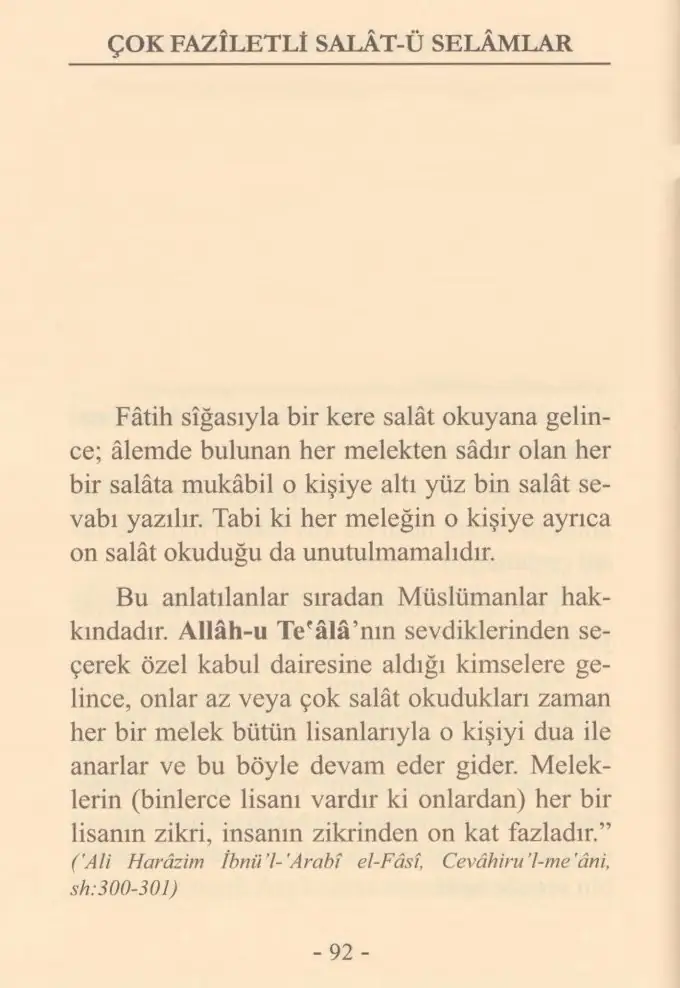 ÇOK FAZÎLETLİ SALÂT-Ü SELÂMLAR
Fâtih sîğasıyla bir kere salât okuyana gelin-
ce; âlemde bulunan her melekten sâdır olan her
bir salâta mukâbil o kişiye altı yüz bin salât se-
vabı yazılır. Tabi ki her meleğin o kişiye ayrıca
on salât okuduğu da unutulmamalıdır.
Bu anlatılanlar sıradan Müslümanlar hak-
kındadır. Allâh-u Teʻâlâ’nın sevdiklerinden se-
çerek özel kabul dairesine aldığı kimselere ge-
lince, onlar az veya çok salât okudukları zaman
her bir melek bütün lisanlarıyla o kişiyi dua ile
anarlar ve bu böyle devam eder gider. Melek-
lerin (binlerce lisanı vardır ki onlardan) her bir
lisanın zikri, insanın zikrinden on kat fazladır.”
('Ali Harâzim İbnü'l-'Arabî el-Fâsî, Cevâhiru'l-me'âni,
sh:300-301)
- 92 -